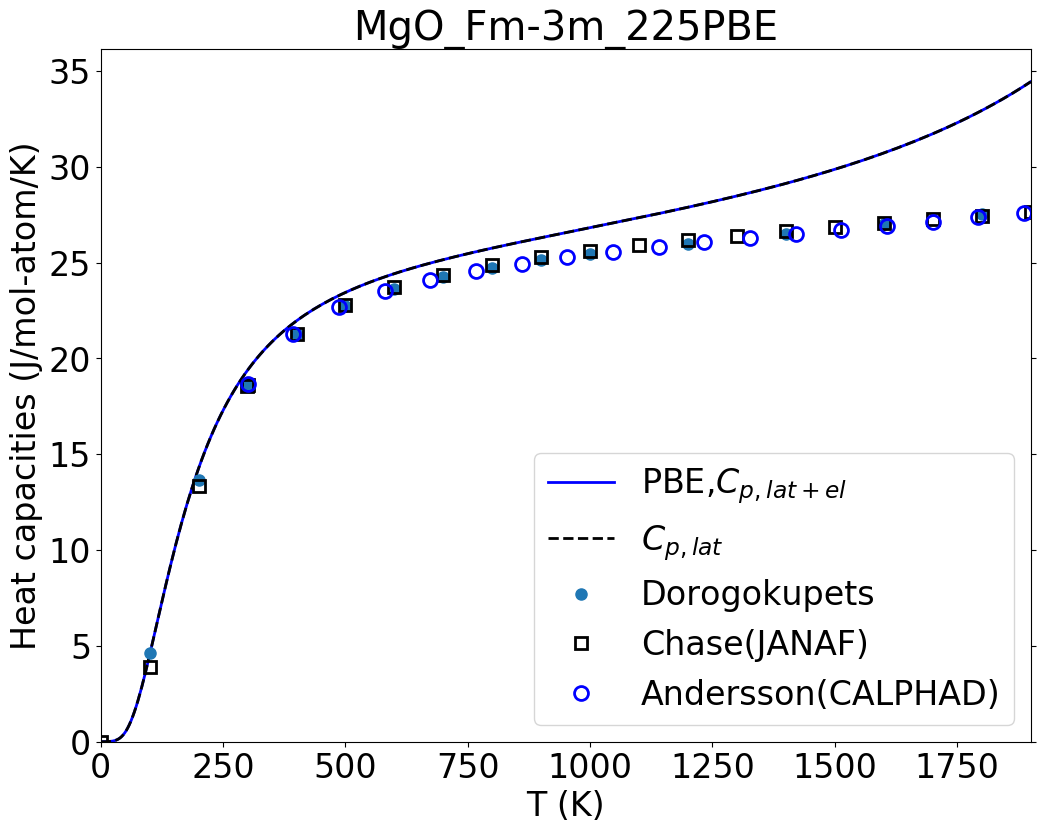 MgO_Fm-3m_225PBE
Heat capacities (J/mol-atom/K)
35
30
25
20
15
10
5
0
PBE,C_{p, lat + el}
C_{p, lat}
Dorogokupets
Chase(JANAF)
Andersson(CALPHAD)
0 250 500 750 1000 1250 1500 1750
T (K)